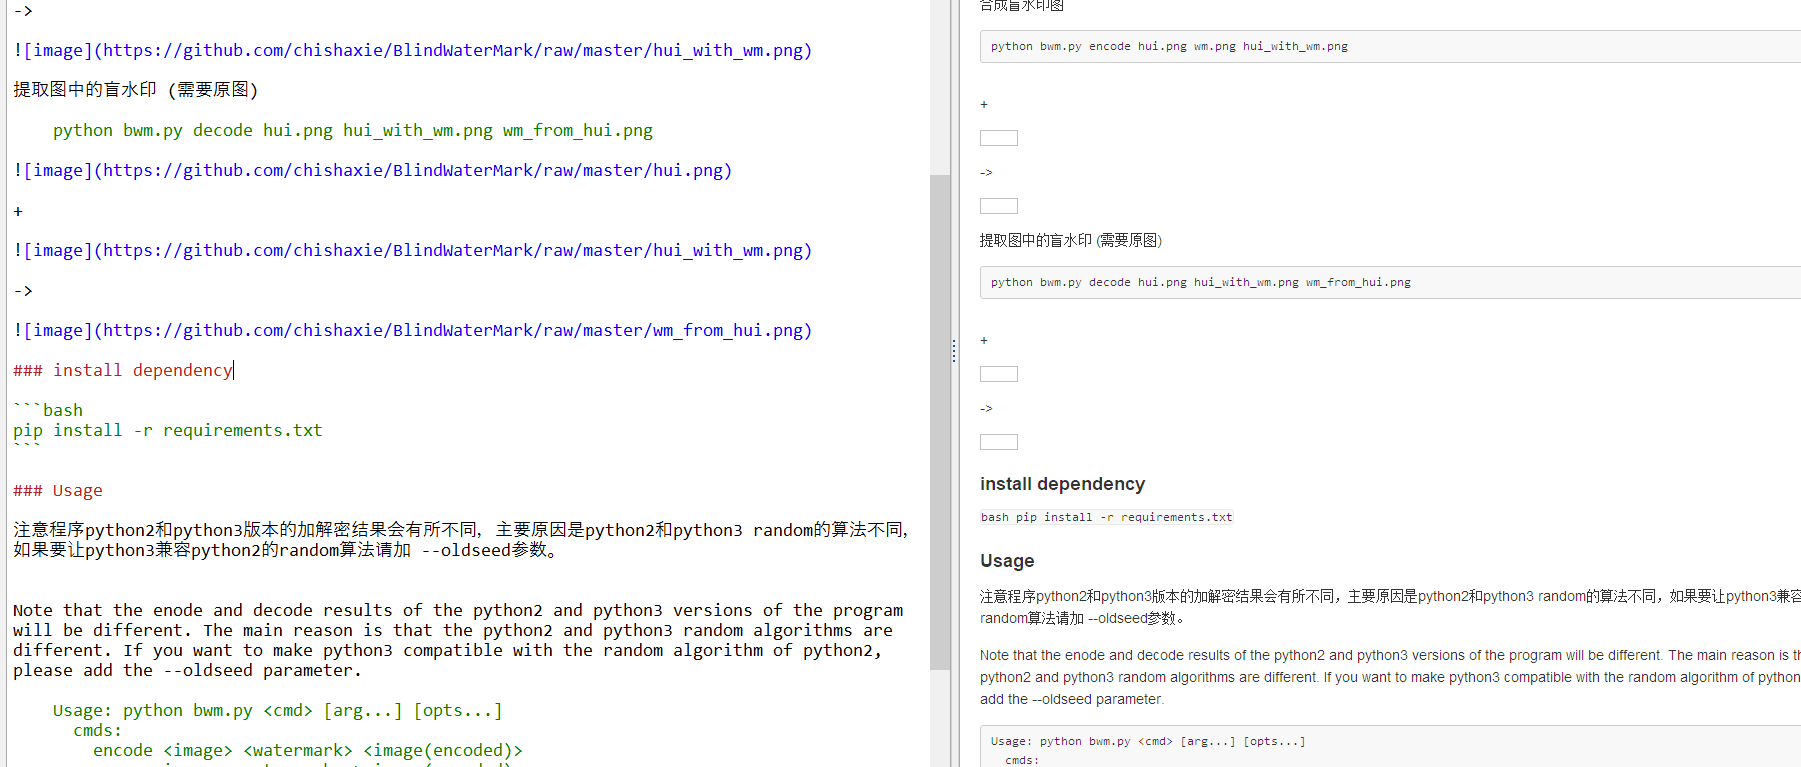 ->
![image](https://github.com/chishaxie/BlindWaterMark/raw/master/hui_with_wm.png)
提取图中的盲水印 (需要原图)
python bwm.py decode hui.png hui_with_wm.png wm_from_hui.png
![image](https://github.com/chishaxie/BlindWaterMark/raw/master/hui.png)
+
![image](https://github.com/chishaxie/BlindWaterMark/raw/master/hui_with_wm.png)
->
![image](https://github.com/chishaxie/BlindWaterMark/raw/master/wm_from_hui.png)
### install dependency
```bash
pip install -r requirements.txt
```
### Usage
注意程序python2和python3版本的加解密结果会有所不同, 主要原因是python2和python3 random的算法不同,
如果要让python3兼容python2的random算法请加 --oldseed参数。
Note that the enode and decode results of the python2 and python3 versions of the program
will be different. The main reason is that the python2 and python3 random algorithms are
different. If you want to make python3 compatible with the random algorithm of python2,
please add the --oldseed parameter.
Usage: python bwm.py <cmd> [arg...] [opts...]
cmds:
encode <image> <watermark> <image(encoded)>
合成盲水印图
python bwm.py encode hui.png wm.png hui_with_wm.png
+
->
提取图中的盲水印 (需要原图)
python bwm.py decode hui.png hui_with_wm.png wm_from_hui.png
+
->
install dependency
bash pip install -r requirements.txt
Usage
注意程序python2和python3版本的加解密结果会有所不同，主要原因是python2和python3 random的算法不同，如果要让python3兼容
random算法请加 --oldseed参数。
Note that the enode and decode results of the python2 and python3 versions of the program will be different. The main reason is
python2 and python3 random algorithms are different. If you want to make python3 compatible with the random algorithm of python
add the --oldseed parameter.
Usage: python bwm.py <cmd> [arg...] [opts...]
cmds: